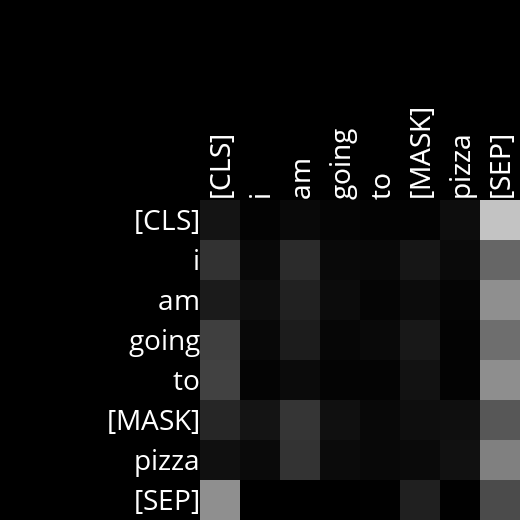 [CLS] i am going to [MASK] pizza [SEP]
[CLS]
i
am
going
to
[MASK]
pizza
[SEP]